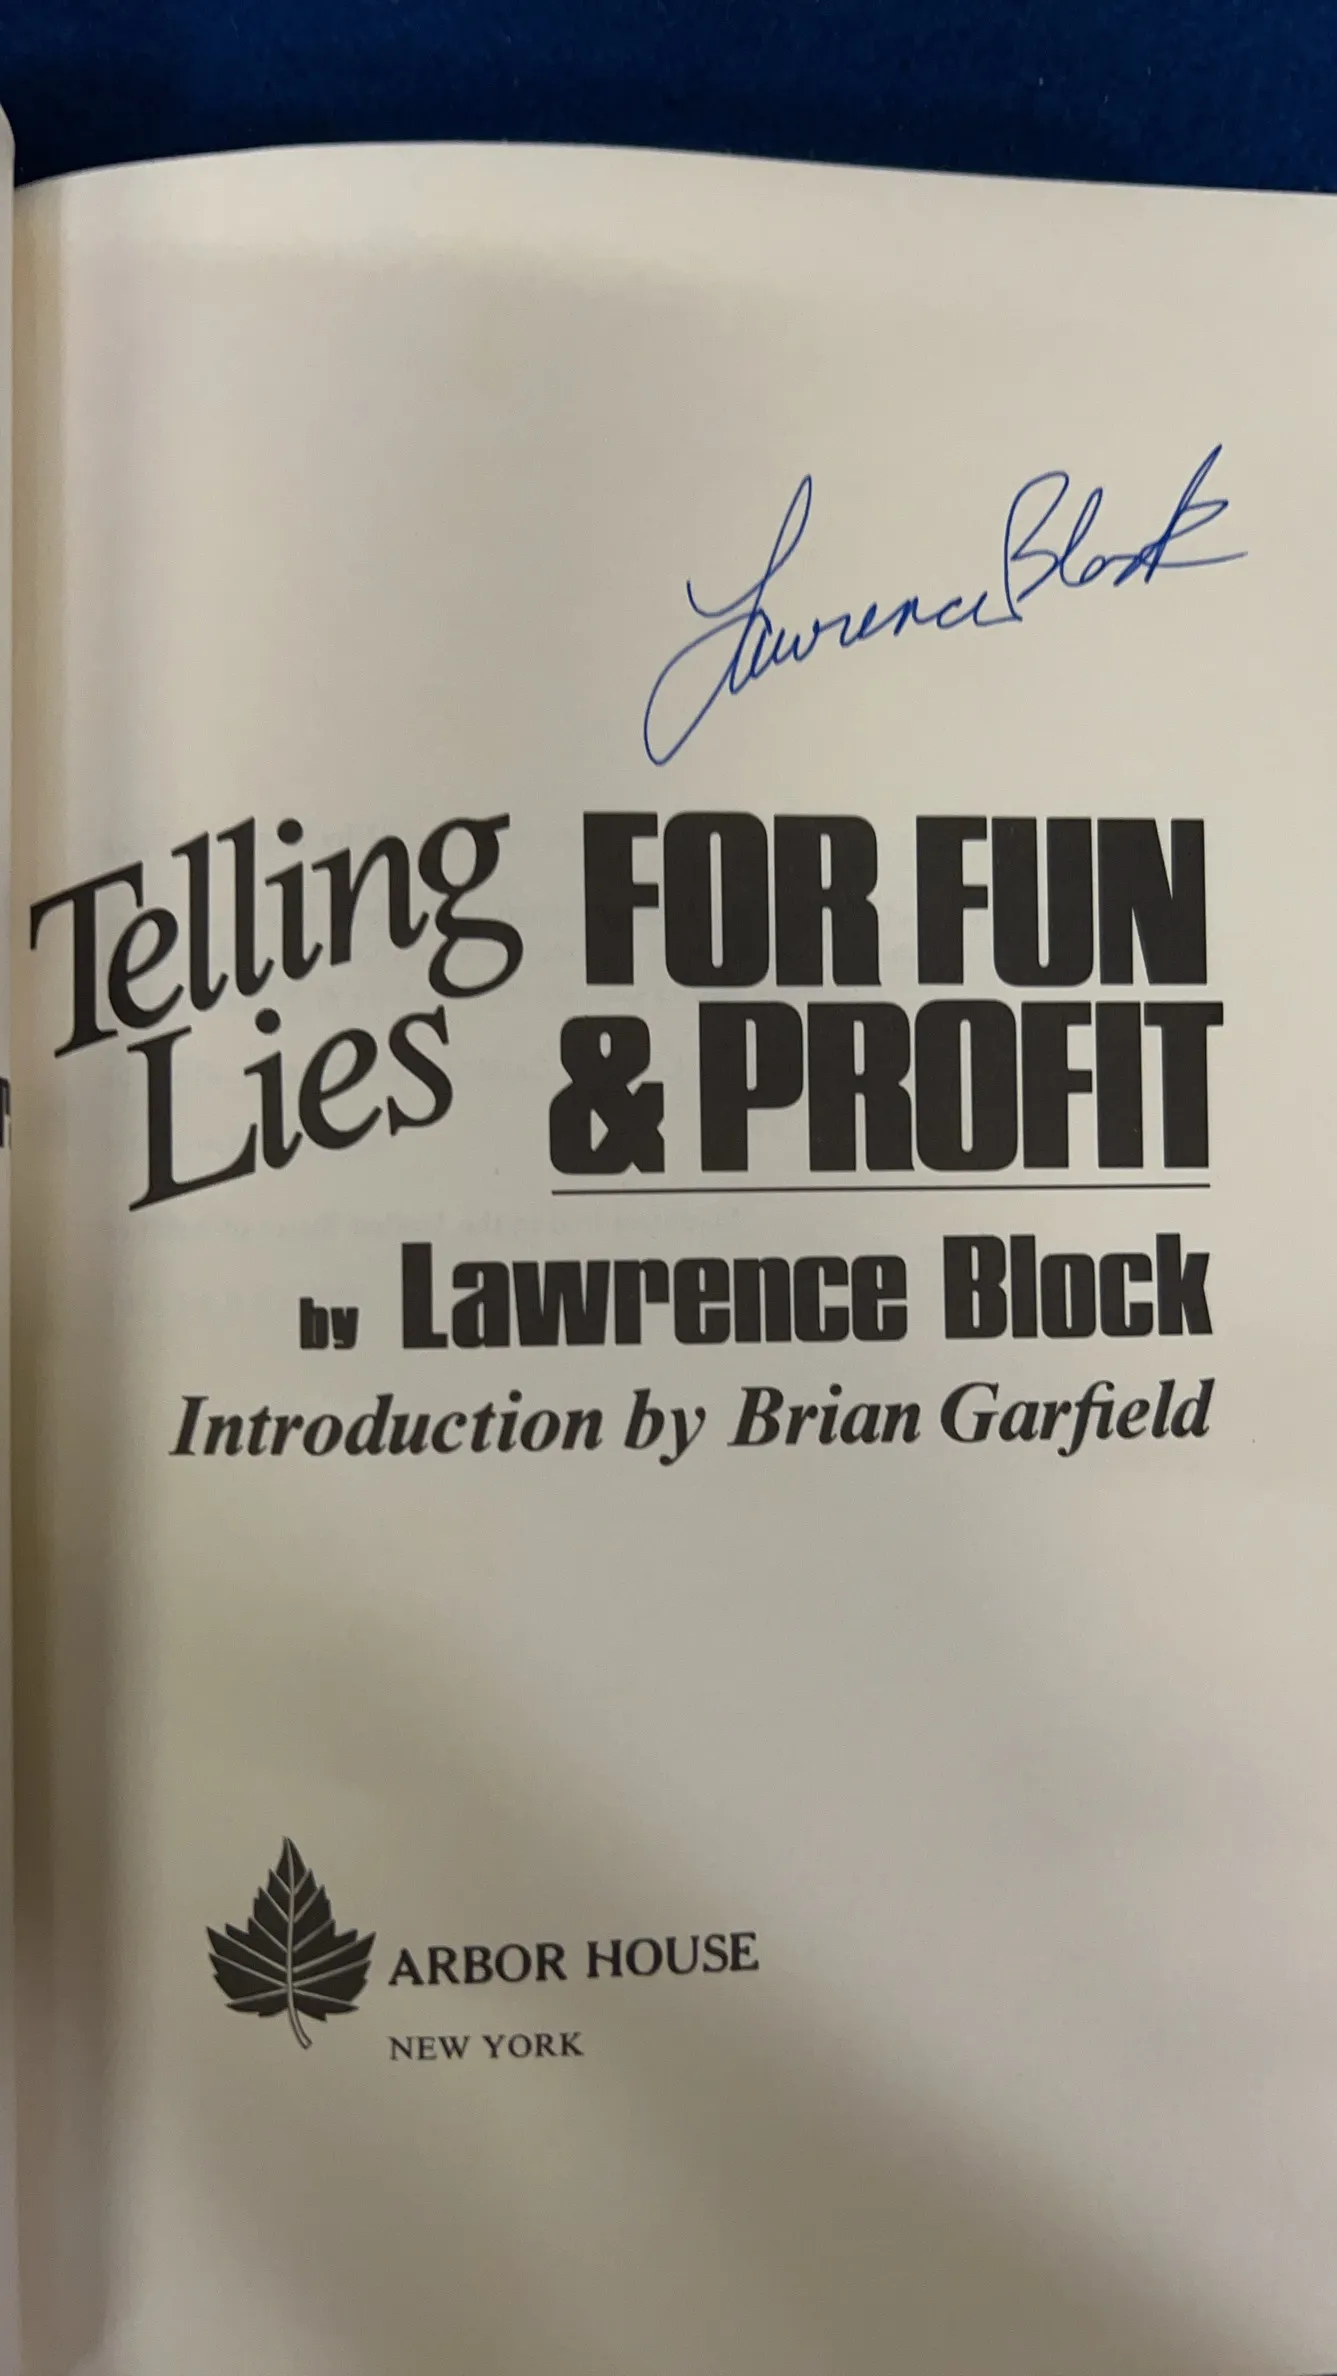 Lawrence Block
Telling FOR FUN
Lies & PROFIT
by Lawrence Block
Introduction by Brian Garfield
ARBOR HOUSE
NEW YORK